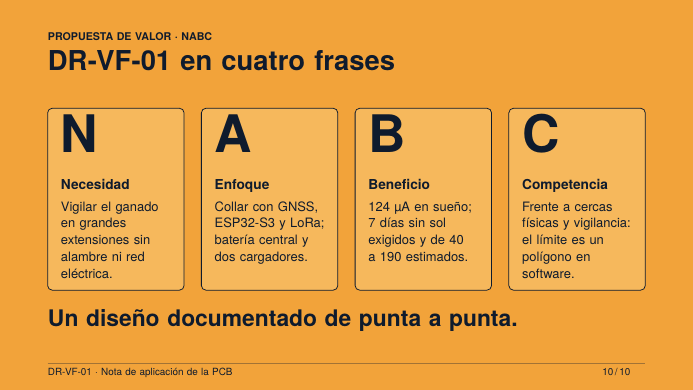 PROPUESTA DE VALOR · NABC
DR-VF-01 en cuatro frases
N
Necesidad
Vigilar el ganado
en grandes
extensiones sin
alambre ni red
eléctrica.
A
Enfoque
Collar con GNSS,
ESP32-S3 y LoRa;
batería central y
dos cargadores.
B
Beneficio
124 µA en sueño;
7 días sin sol
exigidos y de 40
a 190 estimados.
C
Competencia
Frente a cercas
físicas y vigilancia:
el límite es un
polígono en
software.
Un diseño documentado de punta a punta.
DR-VF-01 · Nota de aplicación de la PCB
10 / 10